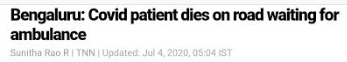 Bengaluru: Covid patient dies on road waiting for
ambulance
Sunitha Rao R | TNN | Updated: Jul 4, 2020, 05:04 IST